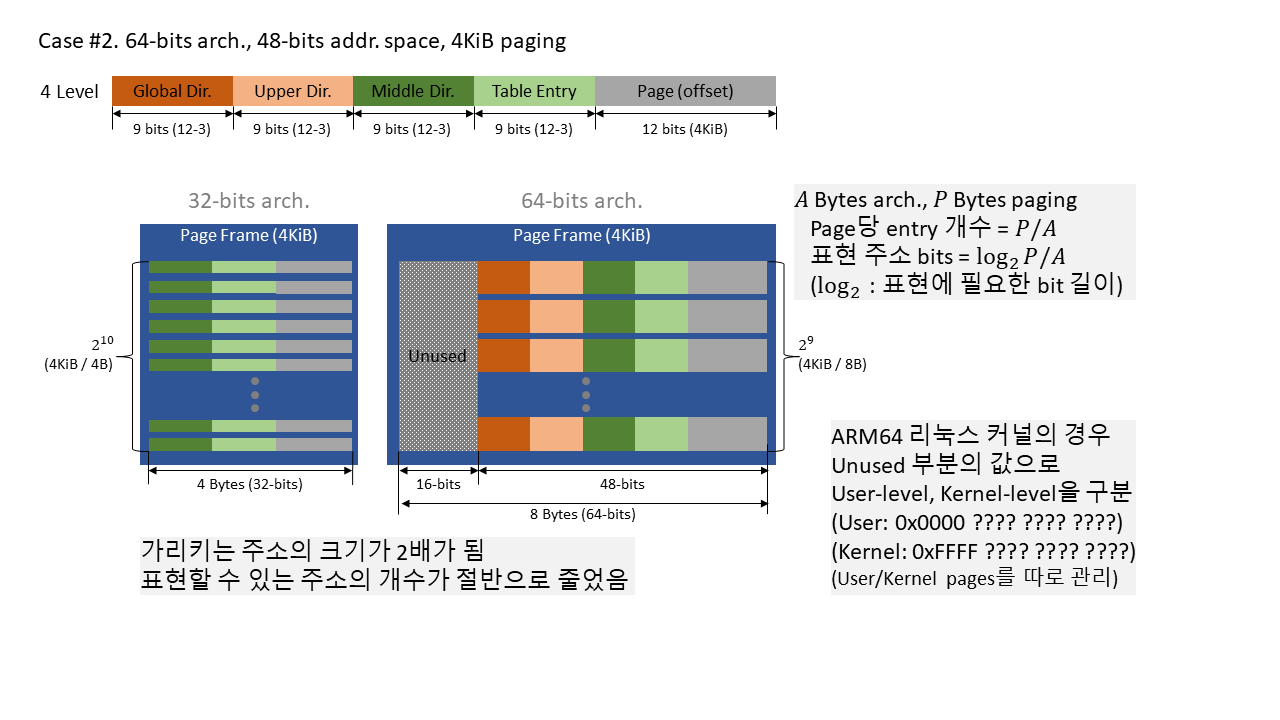 Case #2. 64-bits arch., 48-bits addr. space, 4KiB paging
4 Level
Global Dir.
Upper Dir.
Middle Dir.
Table Entry
Page (offset)
9 bits (12-3)
9 bits (12-3)
9 bits (12-3)
9 bits (12-3)
12 bits (4KiB)
32-bits arch.
Page Frame (4KiB)
2¹⁰
(4KiB / 4B)
4 Bytes (32-bits)
64-bits arch.
Page Frame (4KiB)
Unused
2⁹
(4KiB / 8B)
16-bits
48-bits
8 Bytes (64-bits)
A Bytes arch., P Bytes paging
Page당 entry 개수 = P/A
표현 주소 bits = log₂ P/A
(log₂ : 표현에 필요한 bit 길이)
가리키는 주소의 크기가 2배가 됨
표현할 수 있는 주소의 개수가 절반으로 줄었음
ARM64 리눅스 커널의 경우
Unused 부분의 값으로
User-level, Kernel-level을 구분
(User: 0x0000 ???? ???? ????)
(Kernel: 0xFFFF ???? ???? ????)
(User/Kernel pages를 따로 관리)